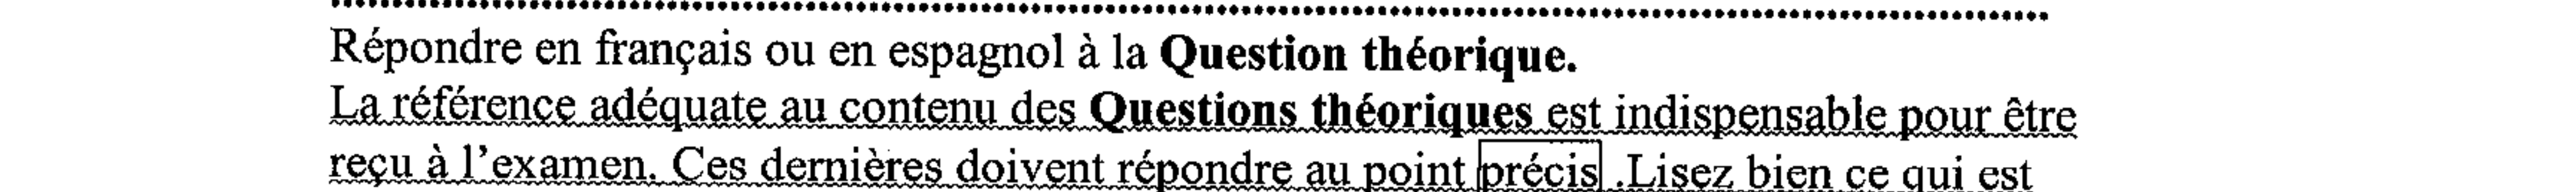 Répondre en français ou en espagnol à la Question théorique.
La référence adéquate au contenu des Questions théoriques est indispensable pour être
reçu à l'examen. Ces dernières doivent répondre au point précis .Lisez bien ce qui est